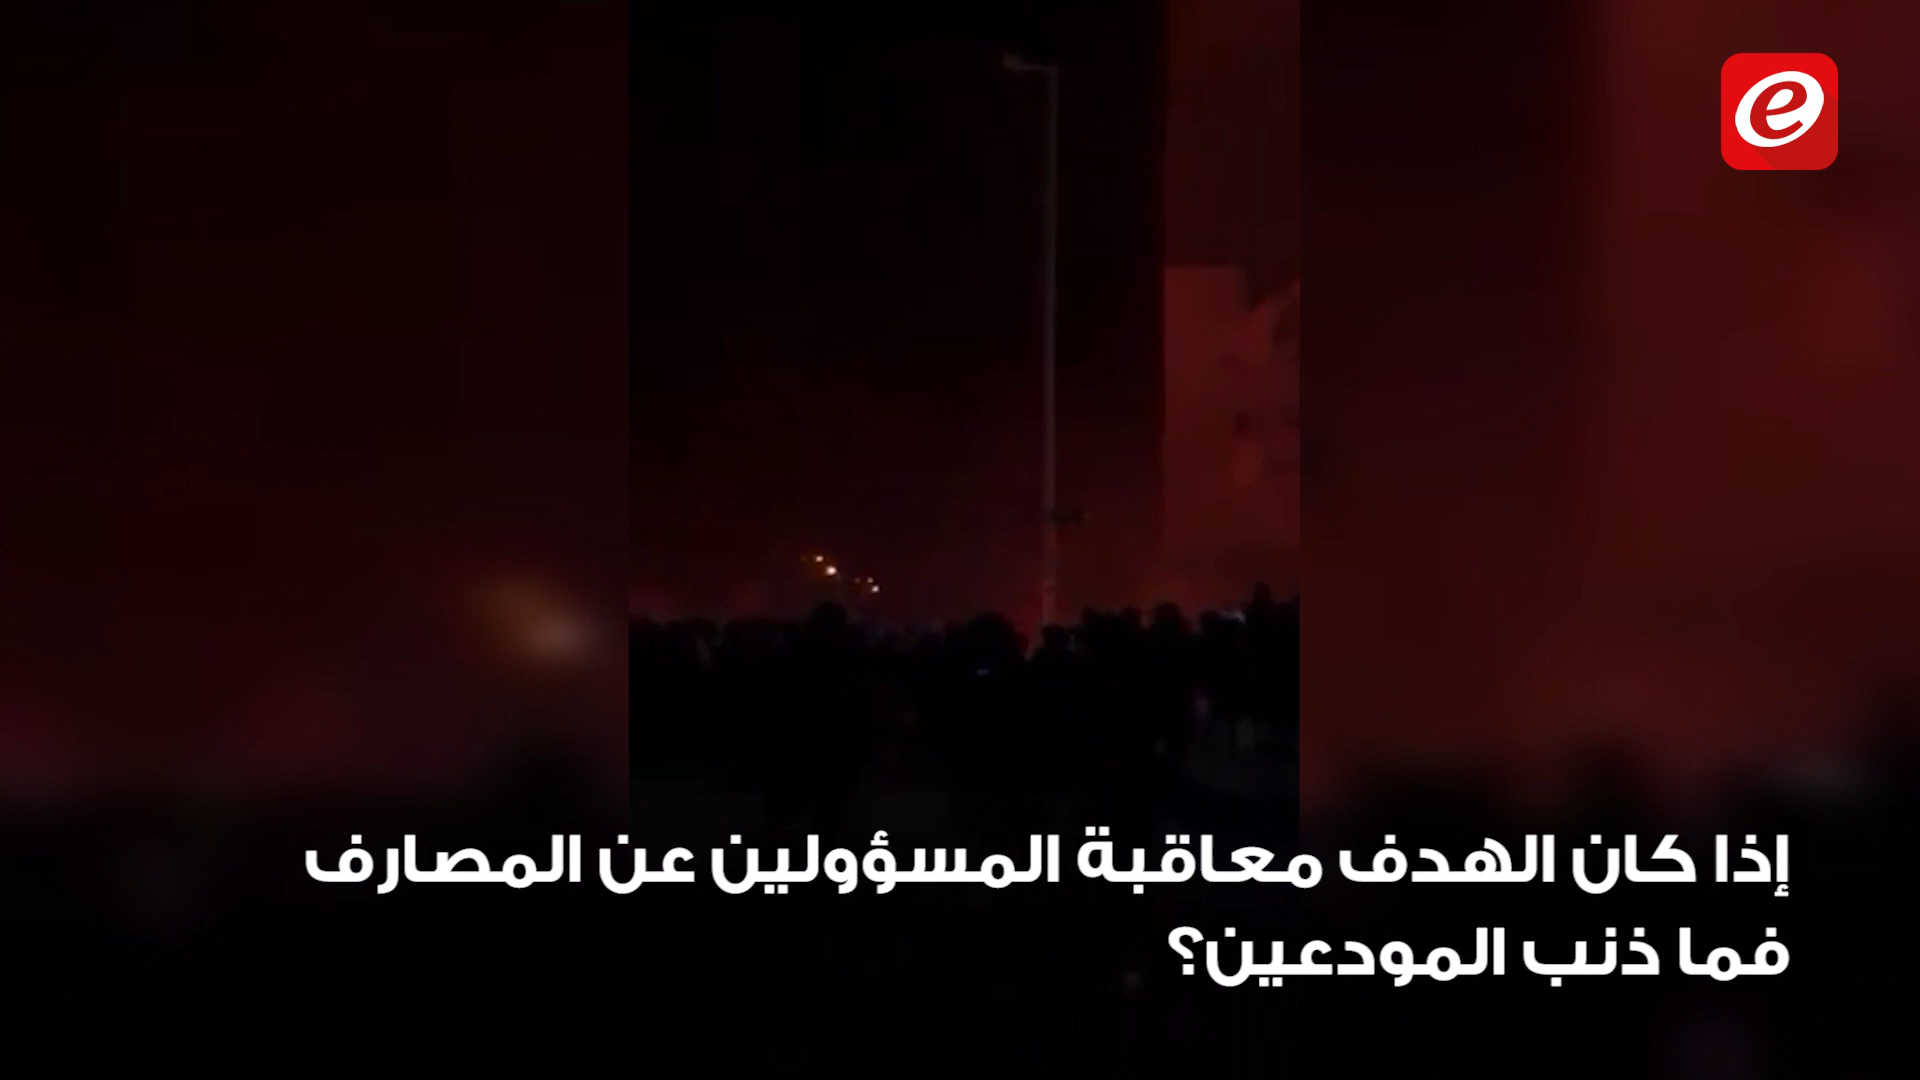 e
إذا كان الهدف معاقبة المسؤولين عن المصارف
فما ذنب المودعين؟